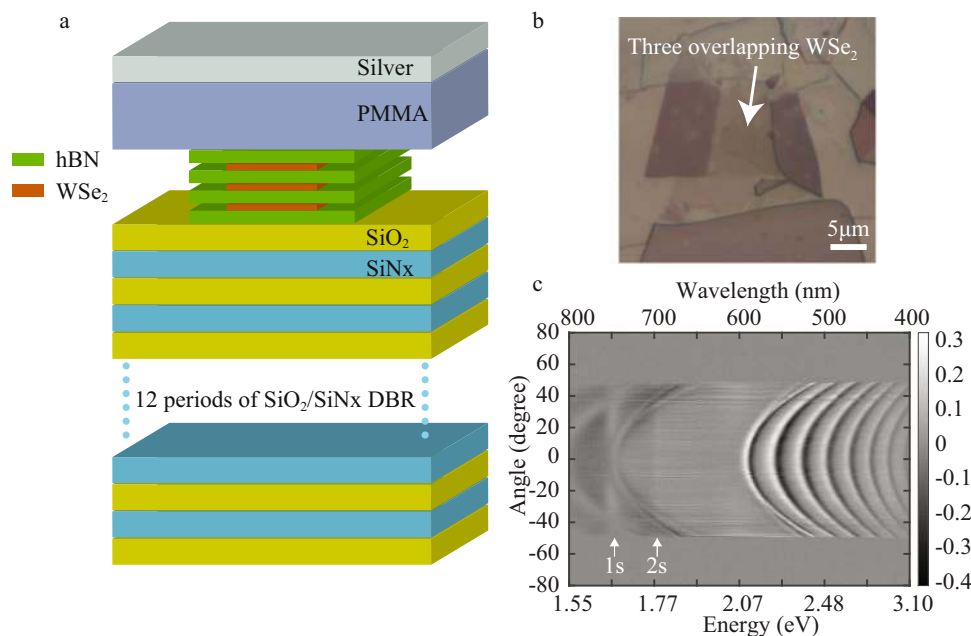 a
Silver
PMMA
hBN
WSe₂
SiO₂
SiNx
12 periods of SiO₂/SiNx DBR
b
Three overlapping WSe₂
5μm
c
Wavelength (nm)
800 700 600 500 400
80
60
40
20
0
-20
-40
-60
-80
Angle (degree)
1s 2s
0.3
0.2
0.1
0
-0.1
-0.2
-0.3
-0.4
1.55 1.77 2.07 2.48 3.10
Energy (eV)